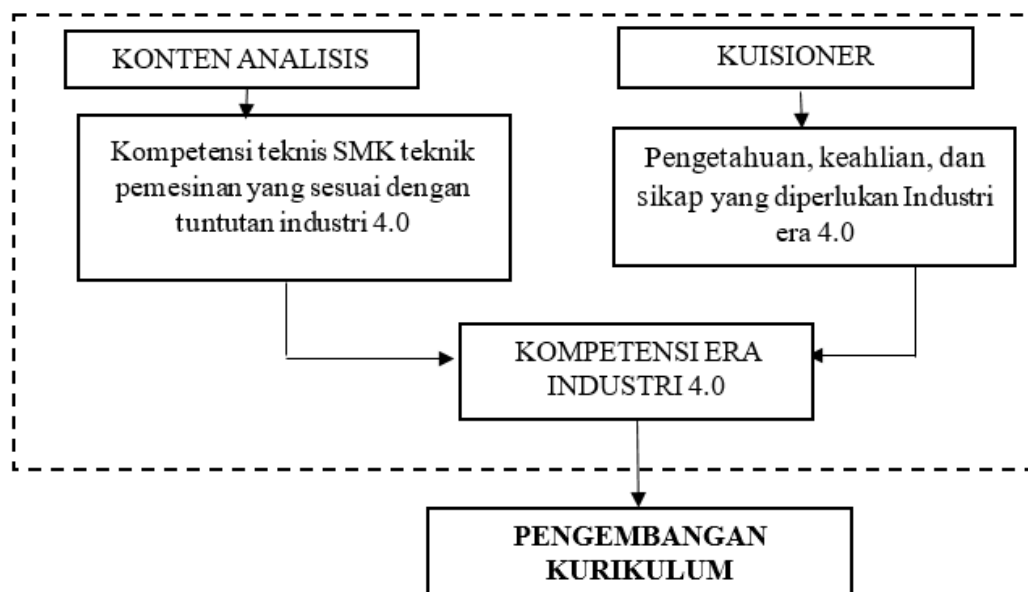 KONTEN ANALISIS
KUISIONER
Kompetensi teknis SMK teknik
pemesinan yang sesuai dengan
tuntutan industri 4.0
Pengetahuan, keahlian, dan
sikap yang diperlukan Industri
era 4.0
KOMPETENSI ERA
INDUSTRI 4.0
PENGEMBANGAN
KURIKULUM